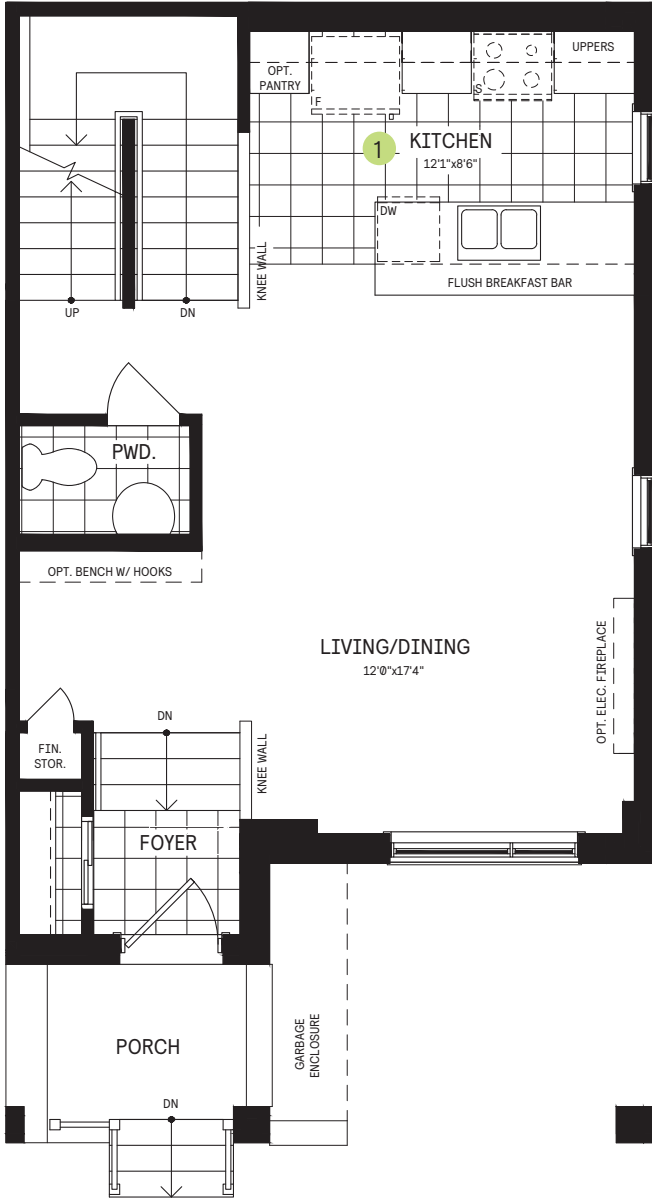 UPPERS
OPT.
PANTRY
F
S
1
KITCHEN
12'1"x8'6"
DW
KNEE WALL
FLUSH BREAKFAST BAR
UP
DN
PWD.
OPT. BENCH W/ HOOKS
LIVING/DINING
12'0"x17'4"
OPT. ELEC. FIREPLACE
DN
FIN.
STOR.
KNEE WALL
FOYER
PORCH
GARBAGE
ENCLOSURE
DN